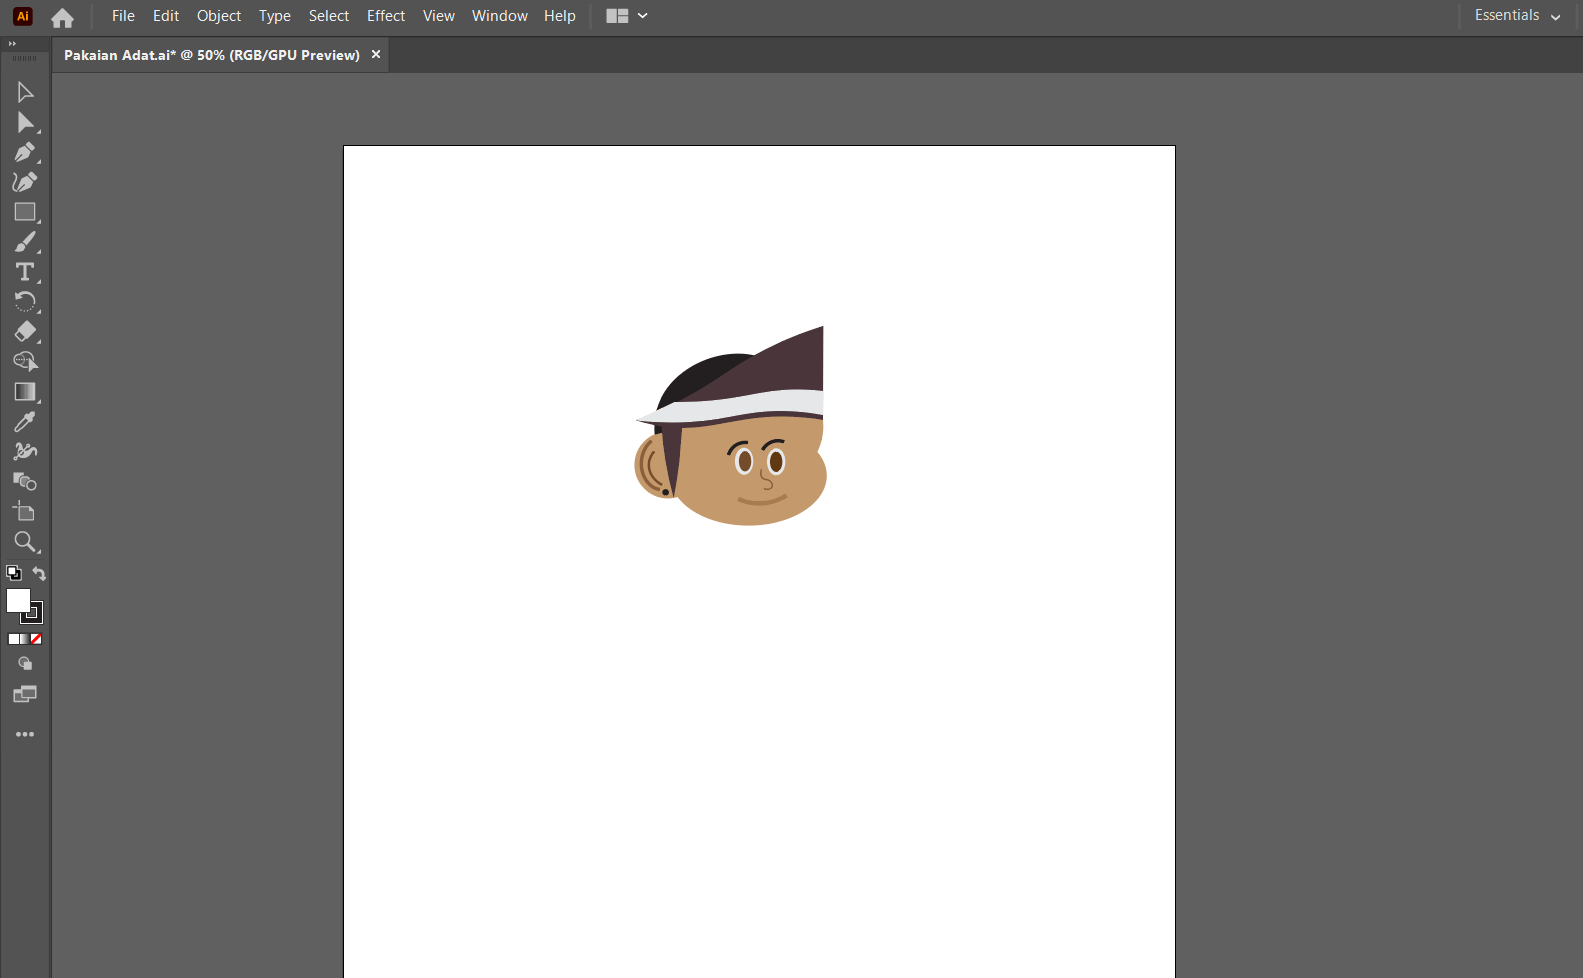 Ai File Edit Object Type Select Effect View Window Help Essentials
Pakaian Adat.ai* @ 50% (RGB/GPU Preview) ×